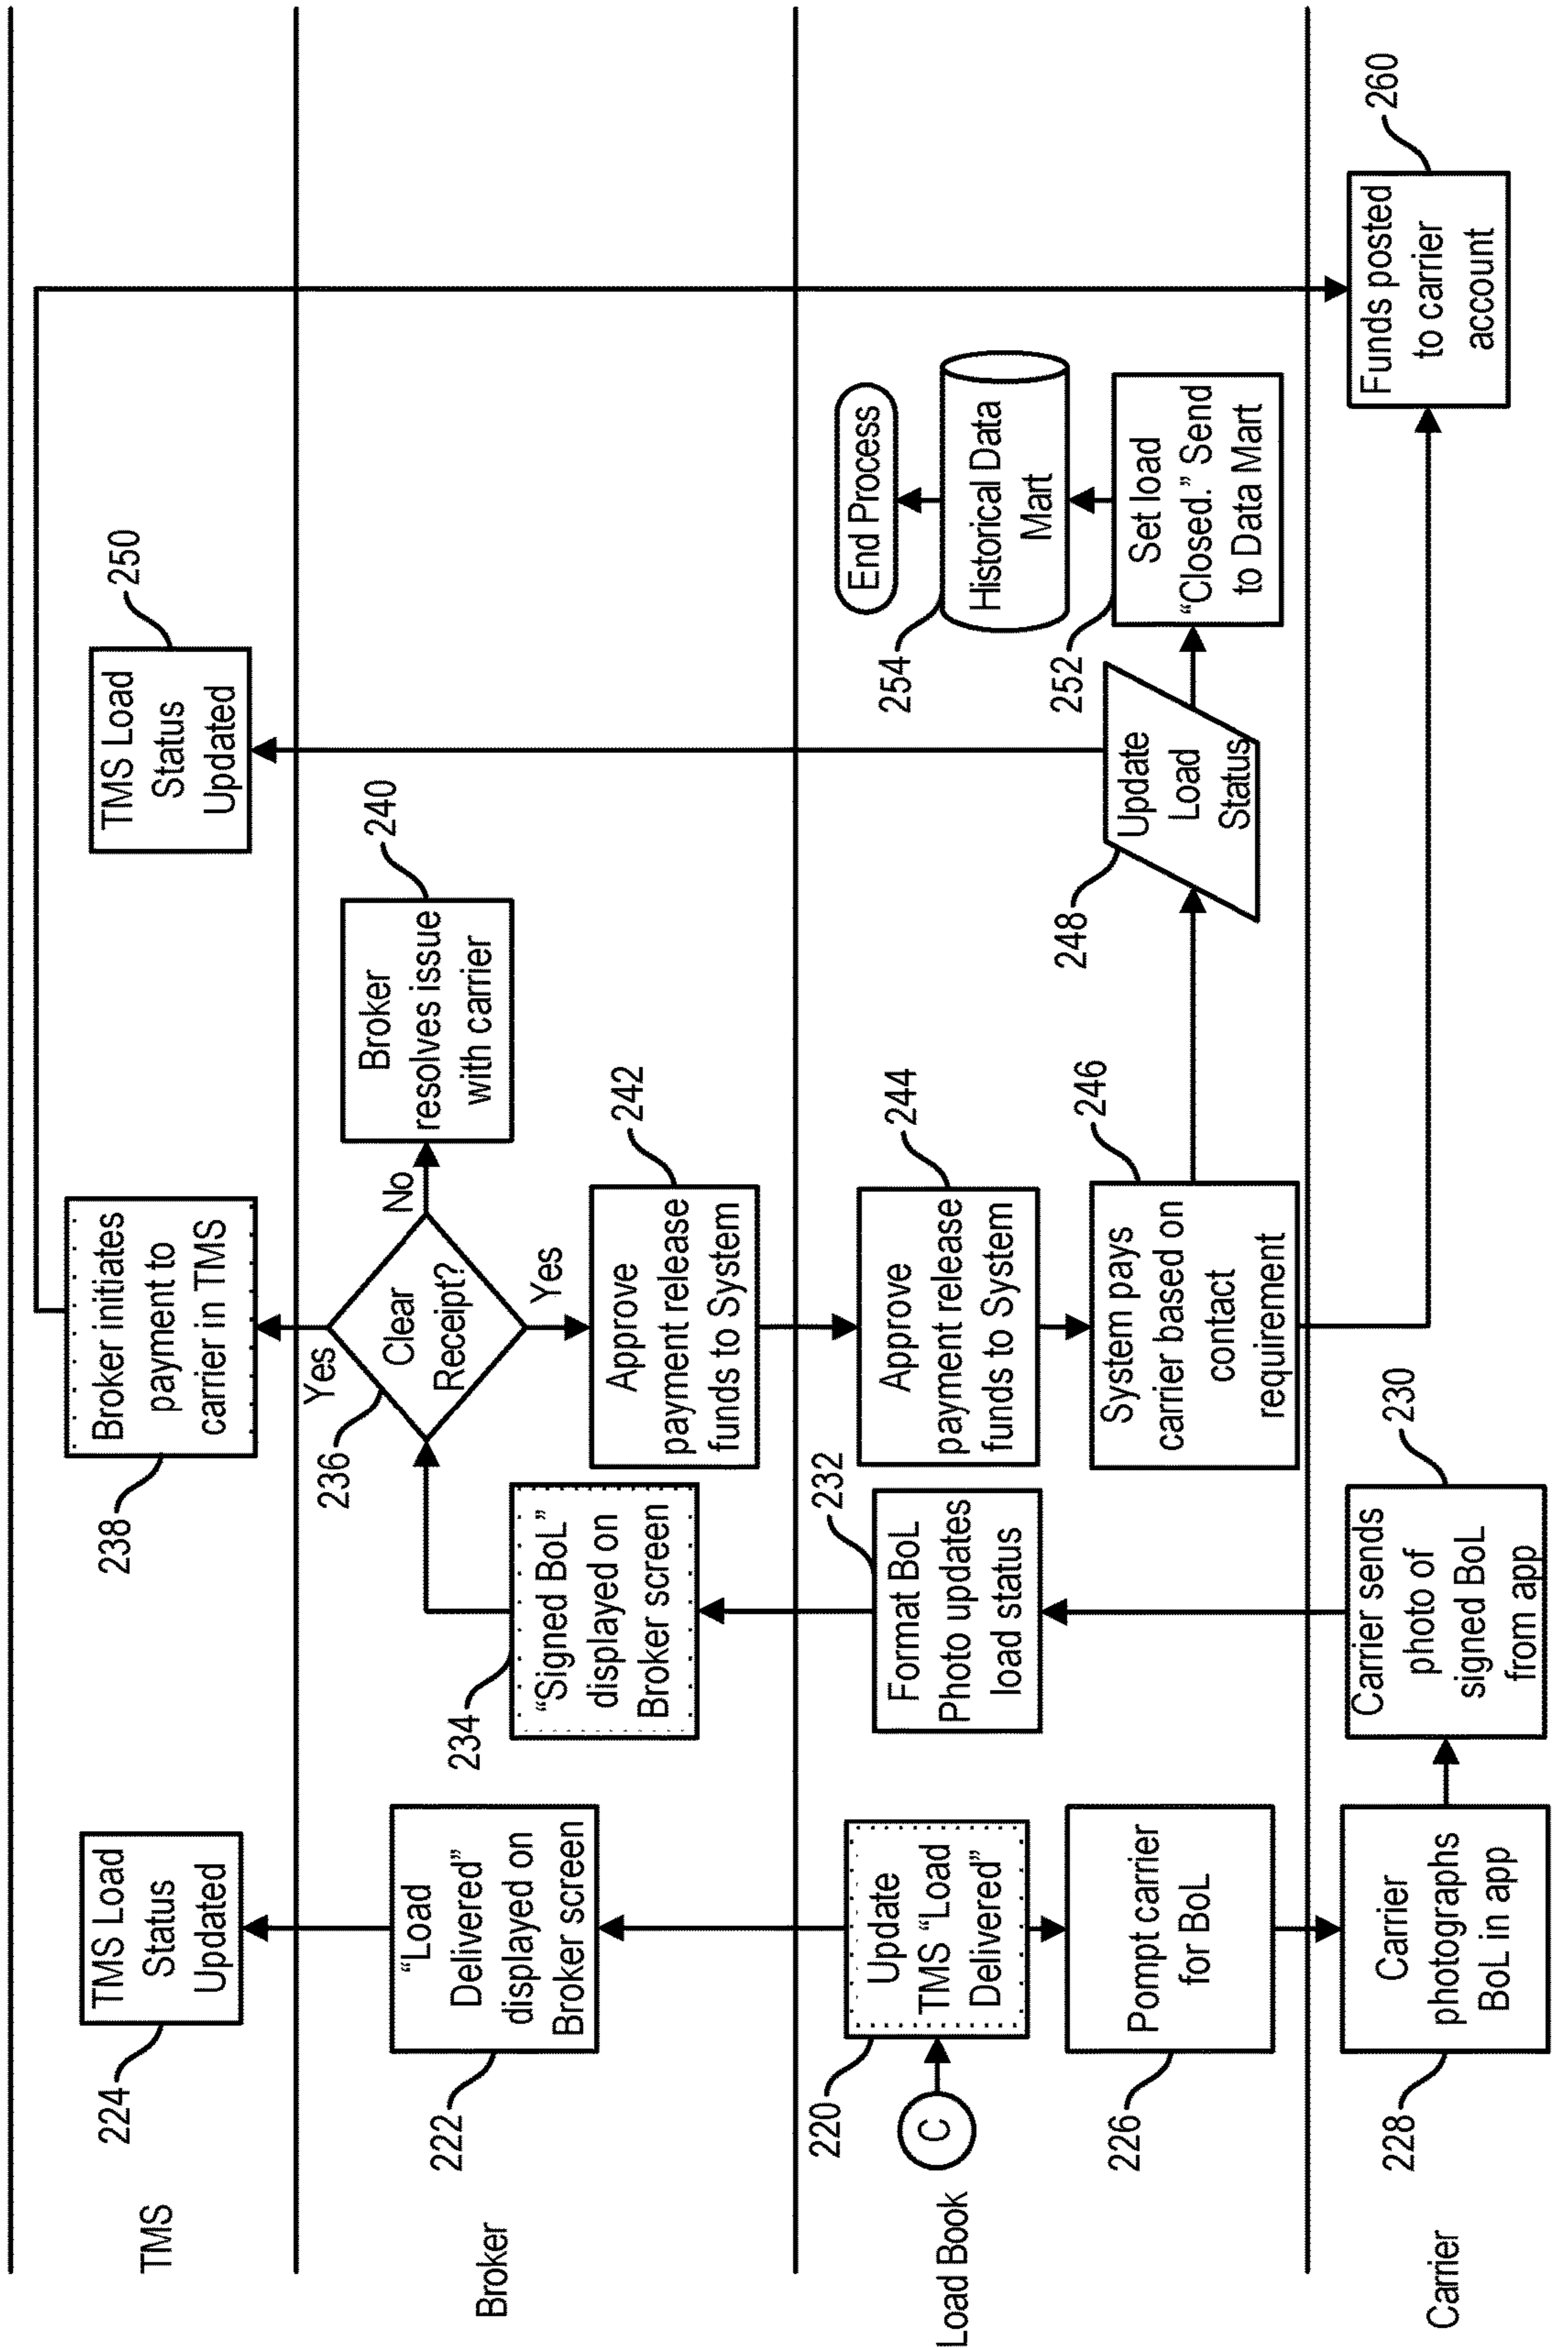 TMS
224
TMS Load
Status
Updated
238
Broker initiates
payment to
carrier in TMS
TMS Load
Status
Updated
250
Broker
222
"Load
Delivered"
displayed on
Broker screen
234
"Signed BoL"
displayed on
Broker screen
236
Yes
Clear
Receipt?
No
Yes
Broker
resolves issue
with carrier
240
Approve
payment release
funds to System
242
Load Book
C
220
Update
TMS "Load
Delivered"
226
Pompt carrier
for BoL
Format BoL
Photo updates
load status
232
Approve
payment release
funds to System
244
System pays
carrier based on
contact
requirement
246
248
Update
Load
Status
252
Set load
"Closed." Send
to Data Mart
254
Historical Data
Mart
End Process
Carrier
228
Carrier
photographs
BoL in app
Carrier sends
photo of
signed BoL
from app
230
Funds posted
to carrier
account
260